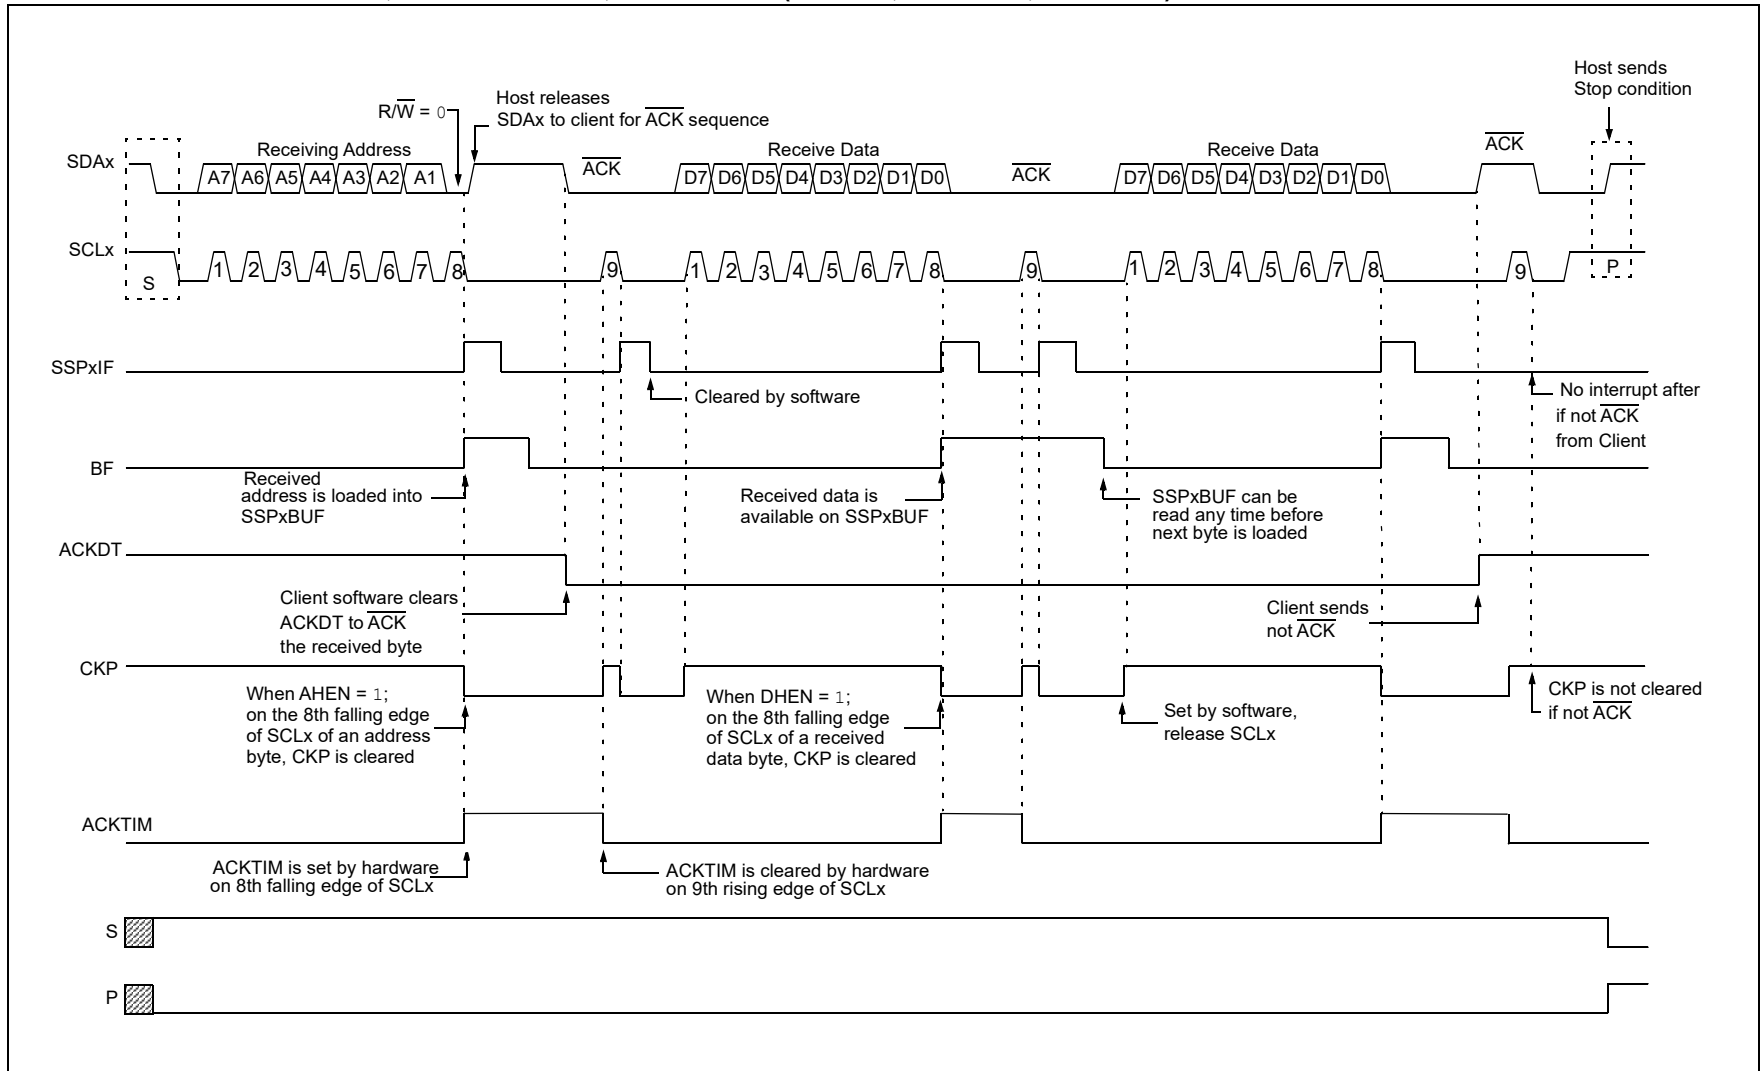 Host sends
Stop condition
R/W = 0
Host releases
SDAx to client for ACK sequence
SDAx
Receiving Address
ACK
Receive Data
ACK
Receive Data
ACK
A7 A6 A5 A4 A3 A2 A1
D7 D6 D5 D4 D3 D2 D1 D0
D7 D6 D5 D4 D3 D2 D1 D0
SCLx
S
1 2 3 4 5 6 7 8 9
1 2 3 4 5 6 7 8 9
1 2 3 4 5 6 7 8 9
P
SSPxIF
Cleared by software
No interrupt after
if not ACK
from Client
BF
Received
address is loaded into
SSPxBUF
Received data is
available on SSPxBUF
SSPxBUF can be
read any time before
next byte is loaded
ACKDT
Client software clears
ACKDT to ACK
the received byte
Client sends
not ACK
CKP
When AHEN = 1;
on the 8th falling edge
of SCLx of an address
byte, CKP is cleared
When DHEN = 1;
on the 8th falling edge
of SCLx of a received
data byte, CKP is cleared
Set by software,
release SCLx
CKP is not cleared
if not ACK
ACKTIM
ACKTIM is set by hardware
on 8th falling edge of SCLx
ACKTIM is cleared by hardware
on 9th rising edge of SCLx
S
P